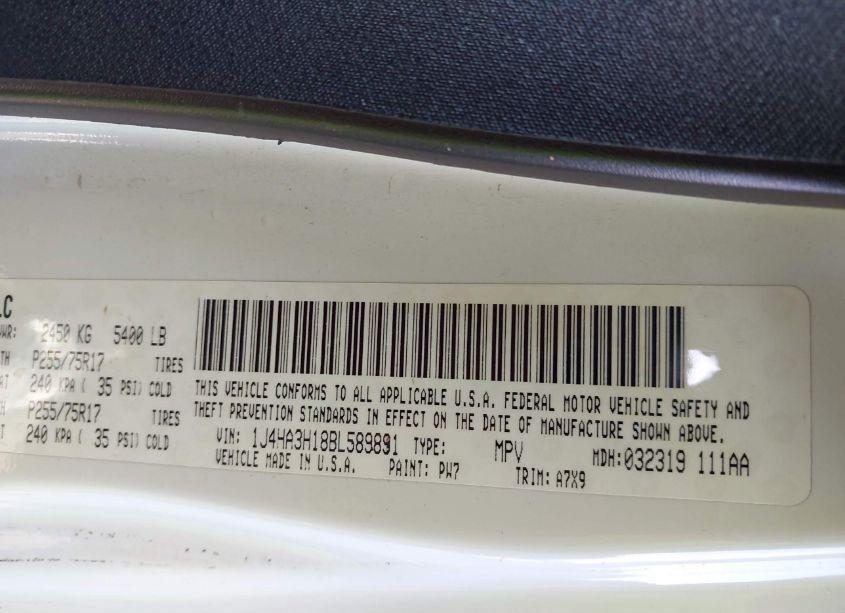 LC
WR: 2450 KG 5400 LB
TH P255/75R17 TIRES
AT 240 KPA ( 35 PSI) COLD
H P255/75R17 TIRES
T 240 KPA ( 35 PSI) COLD
THIS VEHICLE CONFORMS TO ALL APPLICABLE U.S.A. FEDERAL MOTOR VEHICLE SAFETY AND
THEFT PREVENTION STANDARDS IN EFFECT ON THE DATE OF MANUFACTURE SHOWN ABOVE.
VIN: 1J4HA3H18BL589891 TYPE: MPV MDH:032319 111AA
VEHICLE MADE IN U.S.A. PAINT: PW7 TRIM: A7X9